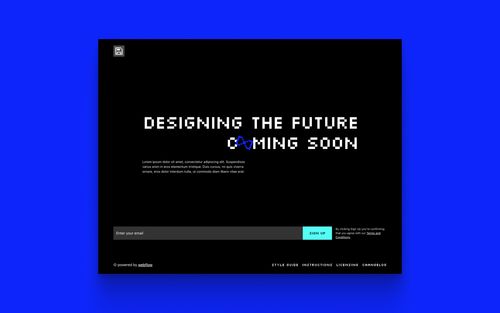 DESIGNING THE FUTURE
COMING SOON
Lorem ipsum dolor sit amet, consectetur adipiscing elit. Suspendisse
varius enim in eros elementum tristique. Duis cursus, mi quis viverra
ornare, eros dolor interdum nulla, ut commodo diam libero vitae erat.
Enter your email
SIGN UP
By clicking Sign Up you're confirming
that you agree with our Terms and
Conditions.
© powered by webflow
STYLE GUIDE INSTRUCTIONS LICENSING CHANGELOG